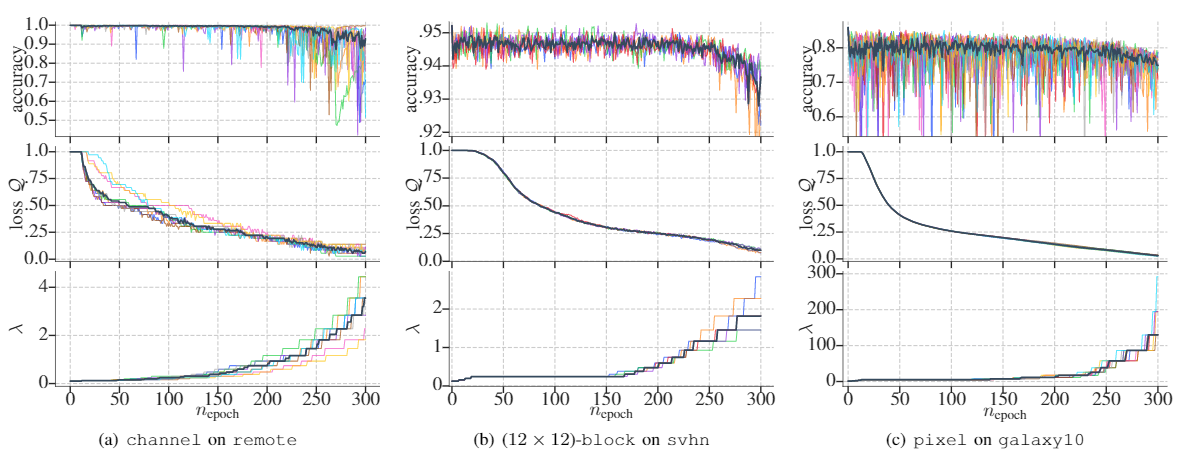 1.0
0.9
0.8
0.7
0.6
0.5
accuracy
1.0
.75
.50
.25
0.0
loss Q
4
2
0
λ
0 50 100 150 200 250 300
n_epoch
(a) channel on remote
.95
.94
.93
.92
accuracy
1.0
.75
.50
.25
0.0
loss Q
2
1
0
λ
0 50 100 150 200 250 300
n_epoch
(b) (12 × 12)-block on svhn
0.8
0.7
0.6
accuracy
1.0
.75
.50
.25
0.0
loss Q
300
200
100
0
λ
0 50 100 150 200 250 300
n_epoch
(c) pixel on galaxy10